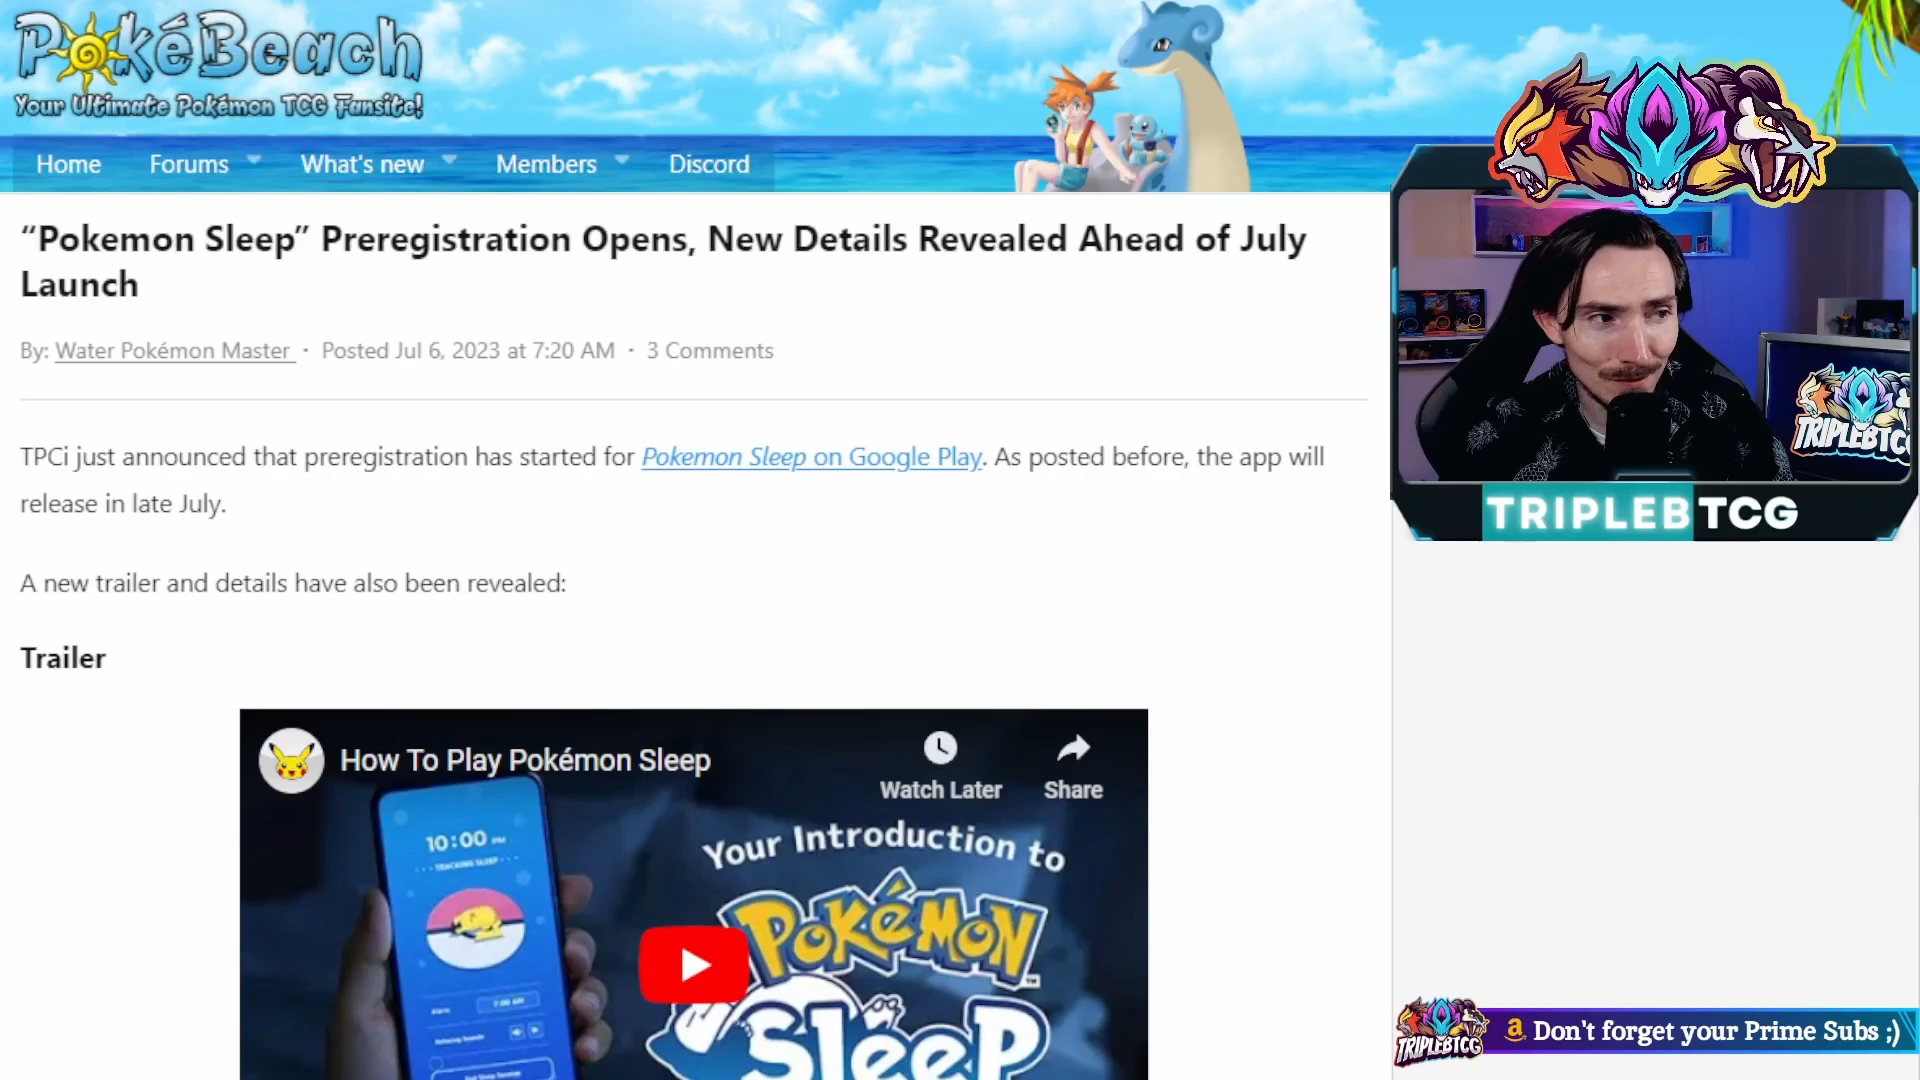 PokéBeach
Your Ultimate Pokémon TCG Fansite!
Home
Forums
What's new
Members
Discord
“Pokemon Sleep” Preregistration Opens, New Details Revealed Ahead of July
Launch
By: Water Pokémon Master · Posted Jul 6, 2023 at 7:20 AM · 3 Comments
TPCi just announced that preregistration has started for Pokemon Sleep on Google Play. As posted before, the app will
release in late July.
A new trailer and details have also been revealed:
Trailer
How To Play Pokémon Sleep
Watch Later
Share
10:00 PM
TRACKING SLEEP
Your Introduction to
POKÉMON
Sleep
TRIPLEBTCG
TRIPLEB TCG
TRIPLEBTCG
Don't forget your Prime Subs ;)